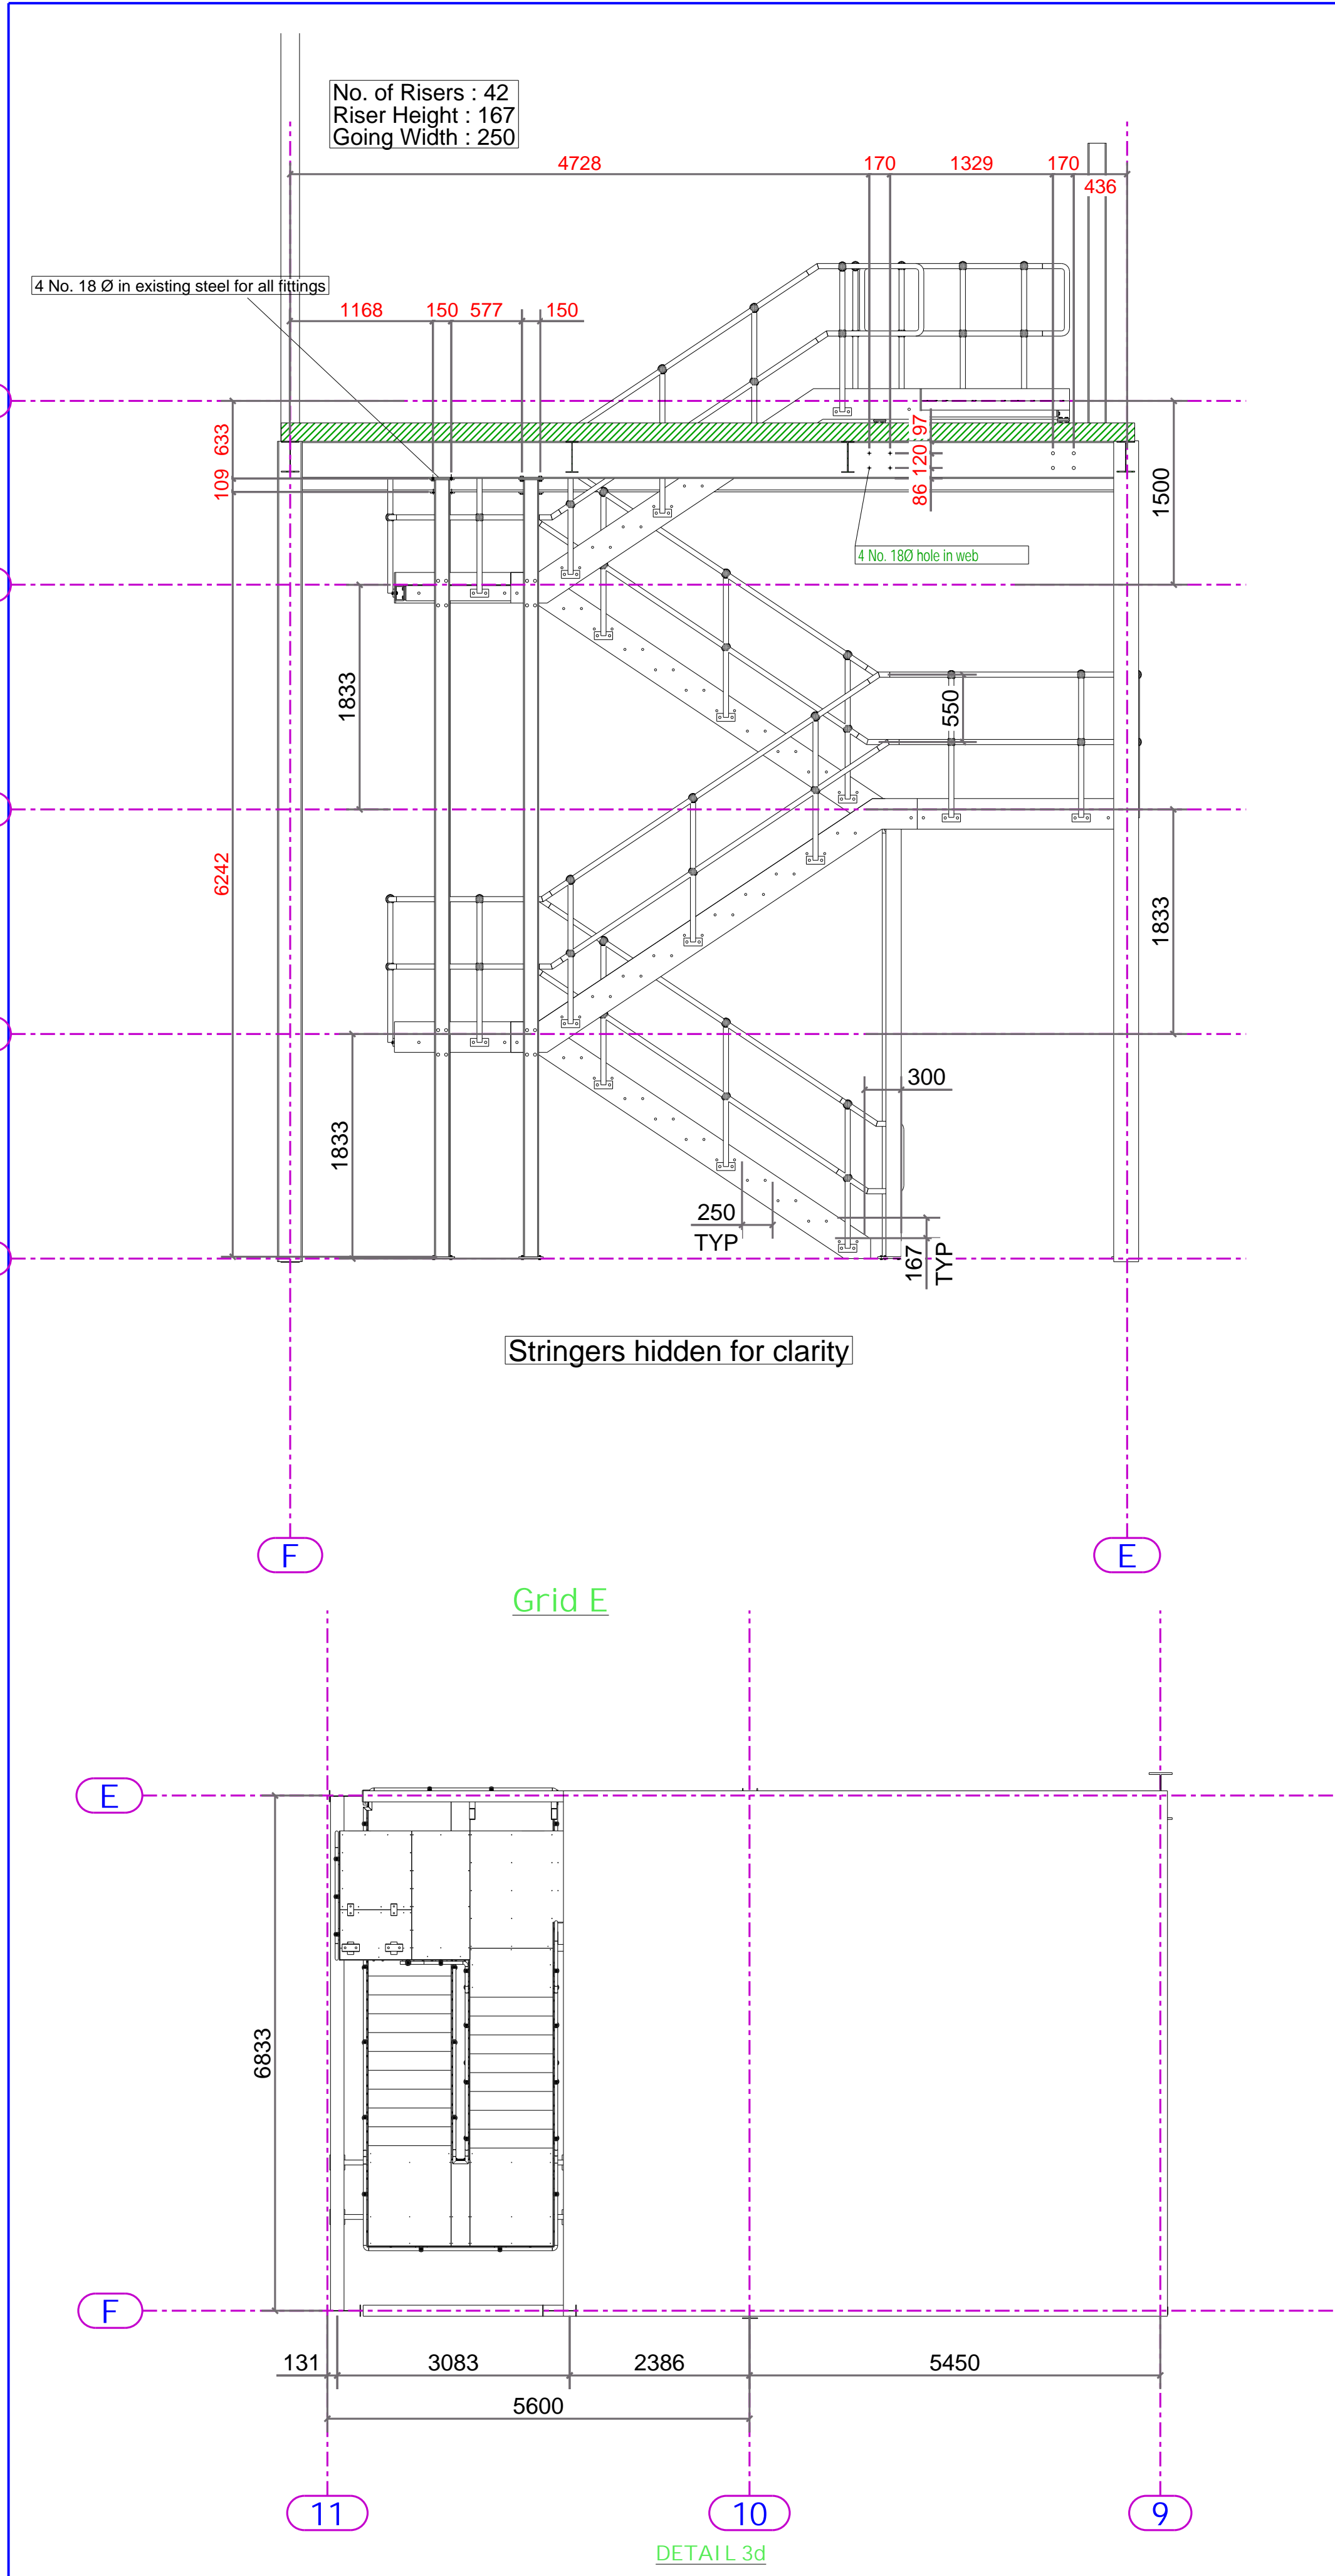 No. of Risers : 42
Riser Height : 167
Going Width : 250
4728
170
1329
170
436
4 No. 18 Ø in existing steel for all fittings
1168
150
577
150
633
109
97
120
86
1500
4 No. 18Ø hole in web
1833
550
6242
1833
300
1833
250
TYP
167
TYP
Stringers hidden for clarity
F
E
Grid E
E
6833
F
131
3083
2386
5450
5600
11
10
9
DETAIL 3d